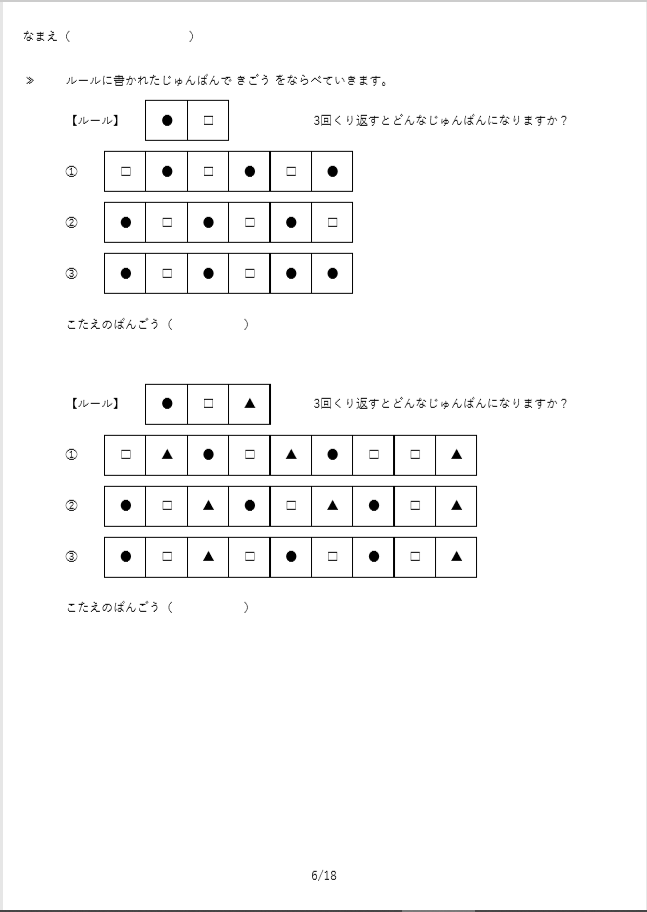 なまえ（　　　　　　　　　　）
≫　ルールに書かれたじゅんばんで きごう をならべていきます。
【ルール】　●　□　　3回くり返すとどんなじゅんばんになりますか？
①　□　●　□　●　□　●
②　●　□　●　□　●　□
③　●　□　●　□　●　●
こたえのばんごう（　　　　　　）
【ルール】　●　□　▲　　3回くり返すとどんなじゅんばんになりますか？
①　□　▲　●　□　▲　●　□　□　▲
②　●　□　▲　●　□　▲　●　□　▲
③　●　□　▲　□　●　□　●　□　▲
こたえのばんごう（　　　　　　）
6/18